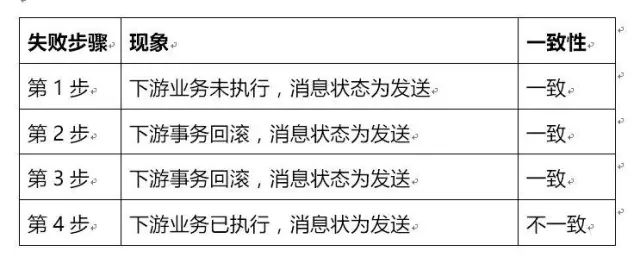 失败步骤 现象 一致性
第 1 步 下游业务未执行，消息状态为发送 一致
第 2 步 下游事务回滚，消息状态为发送 一致
第 3 步 下游事务回滚，消息状态为发送 一致
第 4 步 下游业务已执行，消息状为发送 不一致